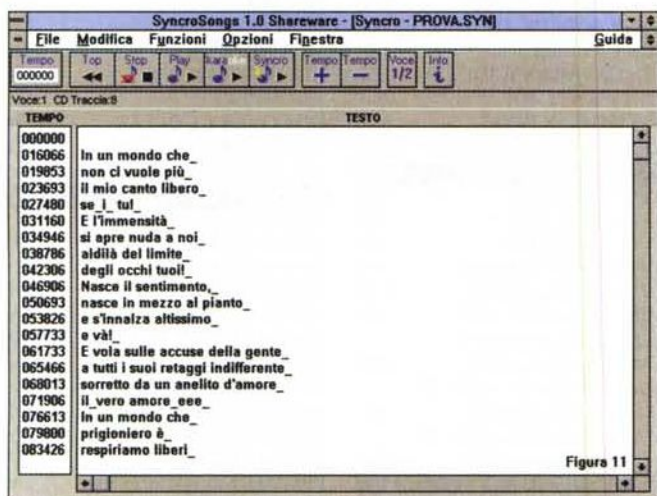 SyncroSongs 1.0 Shareware - [Syncro - PROVA.SYN]
File Modifica Funzioni Opzioni Finestra Guida
Tempo Top Stop Play Kara Syncro Tempo Tempo Voce Info
000000 + - 1/2 i
Voce:1 CD Traccia:8
TEMPO TESTO
000000
016066 In un mondo che_
019853 non ci vuole più_
023693 il mio canto libero_
027480 se_i_ tu!_
031160 E l'immensità_
034946 si apre nuda a noi_
038786 aldilà del limite_
042306 degli occhi tuoi!_
046906 Nasce il sentimento,_
050693 nasce in mezzo al pianto_
053826 e s'innalza altissimo_
057733 e và!_
061733 E vola sulle accuse della gente_
065466 a tutti i suoi retaggi indifferente_
068013 sorretto da un anelito d'amore_
071906 il_vero amore_eee_
076613 In un mondo che_
079800 prigioniero è_
083426 respiriamo liberi_
Figura 11